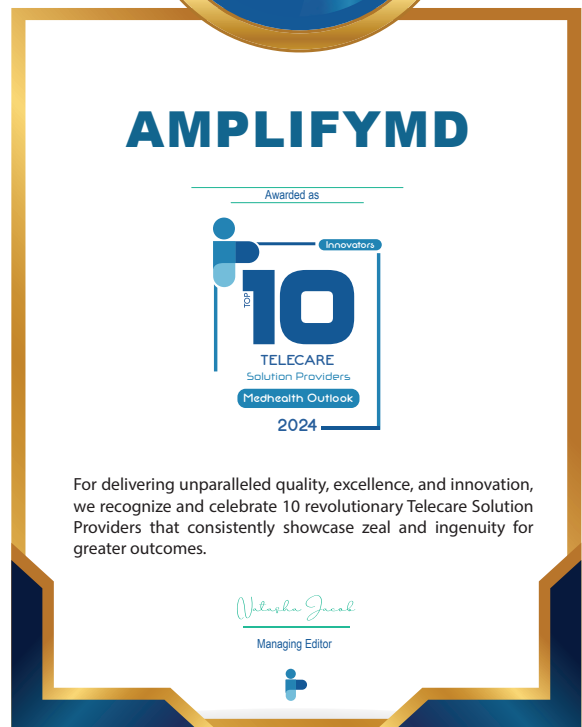 AMPLIFYMD
Awarded as
Innovators
TOP
10
TELECARE
Solution Providers
Medhealth Outlook
2024
For delivering unparalleled quality, excellence, and innovation,
we recognize and celebrate 10 revolutionary Telecare Solution
Providers that consistently showcase zeal and ingenuity for
greater outcomes.
Natasha Jacob
Managing Editor